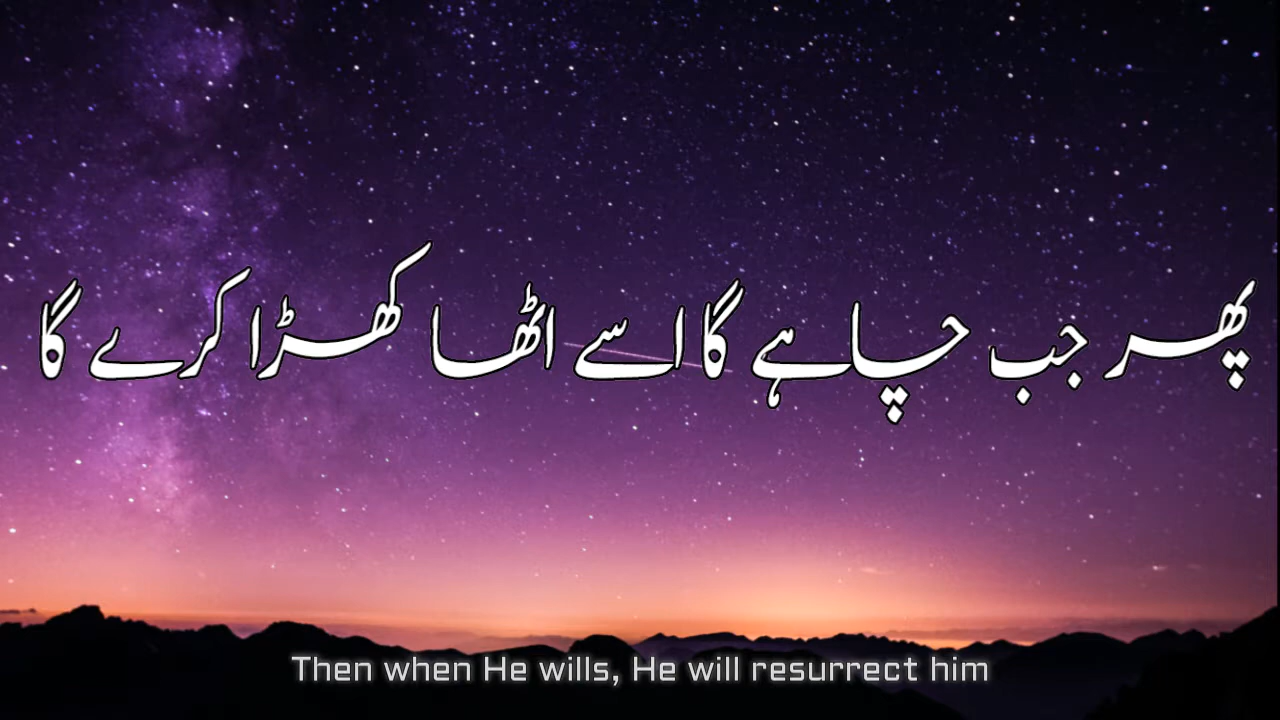 پھر جب چاہے گا اسے اٹھا کھڑا کرے گا
Then when He wills, He will resurrect him